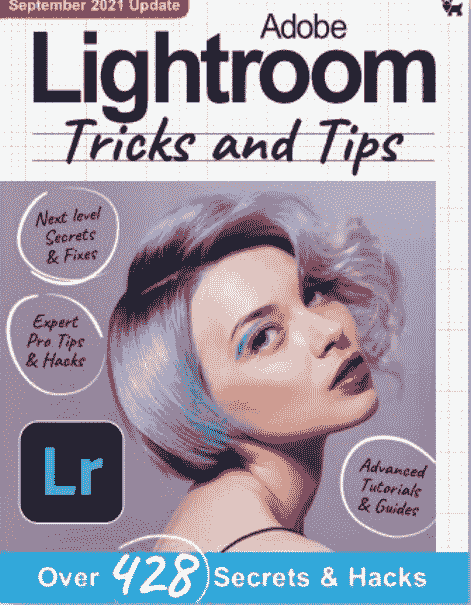 September 2021 Update
Adobe
Lightroom
Tricks and Tips
Next level
Secrets
& Fixes
Expert
Pro Tips
& Hacks
Lr
Advanced
Tutorials
& Guides
Over 428 Secrets & Hacks